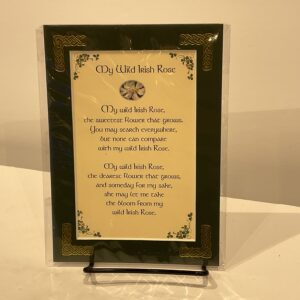 My Wild Irish Rose
My wild Irish Rose,
the sweetest flower that grows.
You may search everywhere,
but none can compare
with my wild Irish Rose.
My wild Irish Rose,
the dearest flower that grows,
and someday for my sake,
she may let me take
the bloom from my
wild Irish Rose.